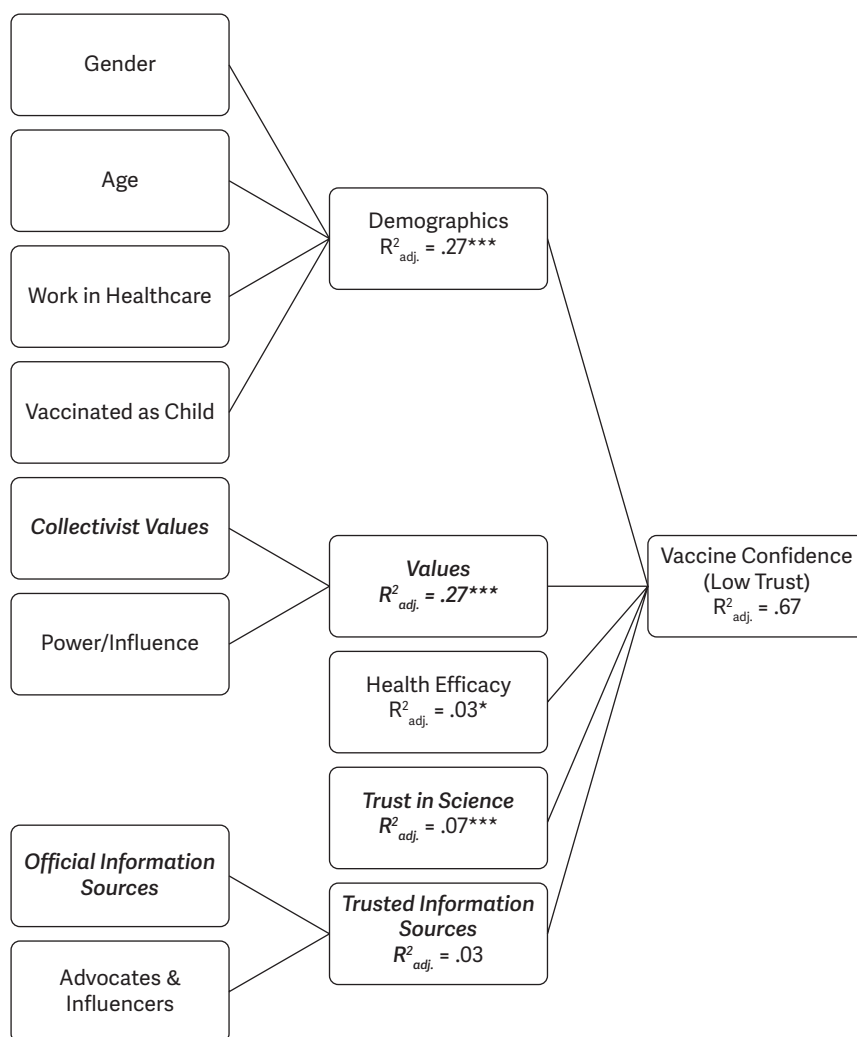 Gender
Age
Work in Healthcare
Vaccinated as Child
Collectivist Values
Power/Influence
Official Information
Sources
Advocates &
Influencers
Demographics
R²adj. = .27***
Values
R²adj. = .27***
Health Efficacy
R²adj. = .03*
Trust in Science
R²adj. = .07***
Trusted Information
Sources
R²adj. = .03
Vaccine Confidence
(Low Trust)
R²adj. = .67